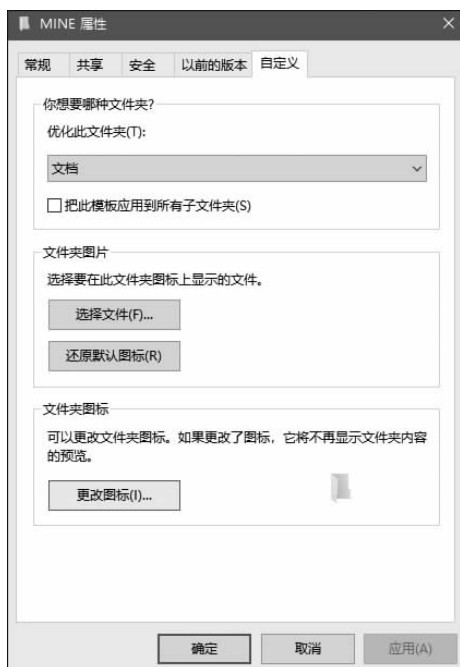 MINE 属性
常规 共享 安全 以前的版本 自定义
你想要哪种文件夹?
优化此文件夹(T):
文档
把此模板应用到所有子文件夹(S)
文件夹图片
选择要在此文件夹图标上显示的文件。
选择文件(F)...
还原默认图标(R)
文件夹图标
可以更改文件夹图标。如果更改了图标，它将不再显示文件夹内容
的预览。
更改图标(I)...
确定 取消 应用(A)